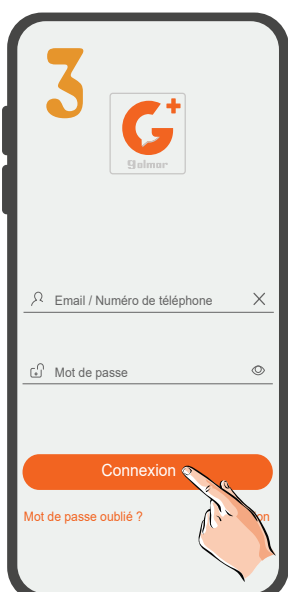 3
G+
golmar
Email / Numéro de téléphone
Mot de passe
Connexion
Mot de passe oublié ?